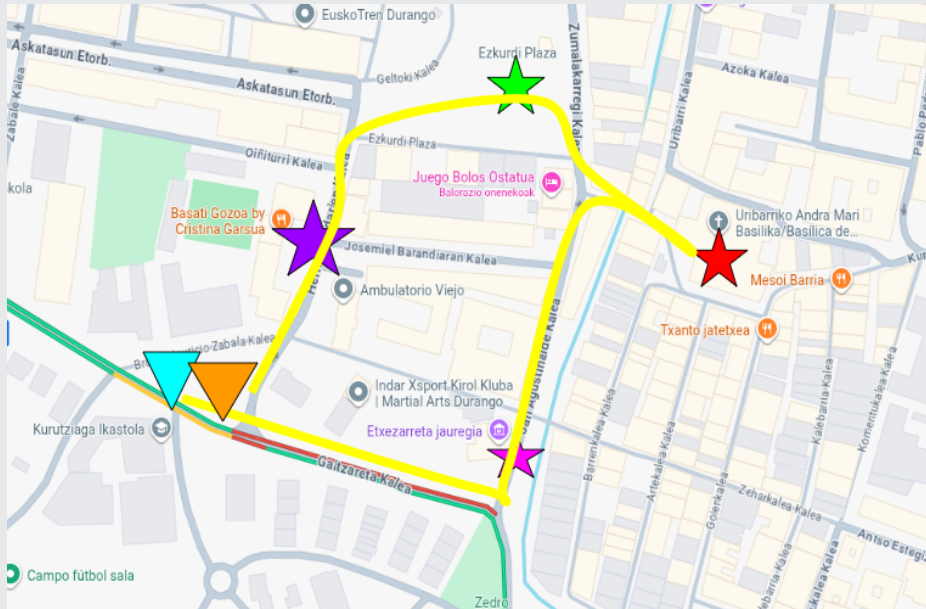 EuskoTren Durango
Ezkurdi Plaza
Askatasun Etorb.
Askatasun Etorb.
Geltoki Kalea
Zumalakarregi Kalea
Uribarri Kalea
Azoka Kalea
Zabale Kalea
Ezkurdi Plaza
Oiñiturri Kalea
kola
Juego Bolos Ostatua
Balorazio onenekoak
Basati Gozoa by
Cristina Garsua
Uribarriko Andra Mari
Basilika/Basílica de...
Josemiel Barandiaran Kalea
Mesoi Barria
Ambulatorio Viejo
Txanto jatetxea
Zabala Kalea
Indar Xsport Kirol Kluba
| Martial Arts Durango
Kurutziaga Ikastola
Etxezarreta jauregia
San Agustinalde Kalea
Barrenkalea Kalea
Artekalea Kalea
Goienkalea
Kalebarria Kalea
Komentukalea Kalea
Gaitzareta Kalea
Zeharkalea Kalea
Antso Estegi
Campo fútbol sala
Zedro